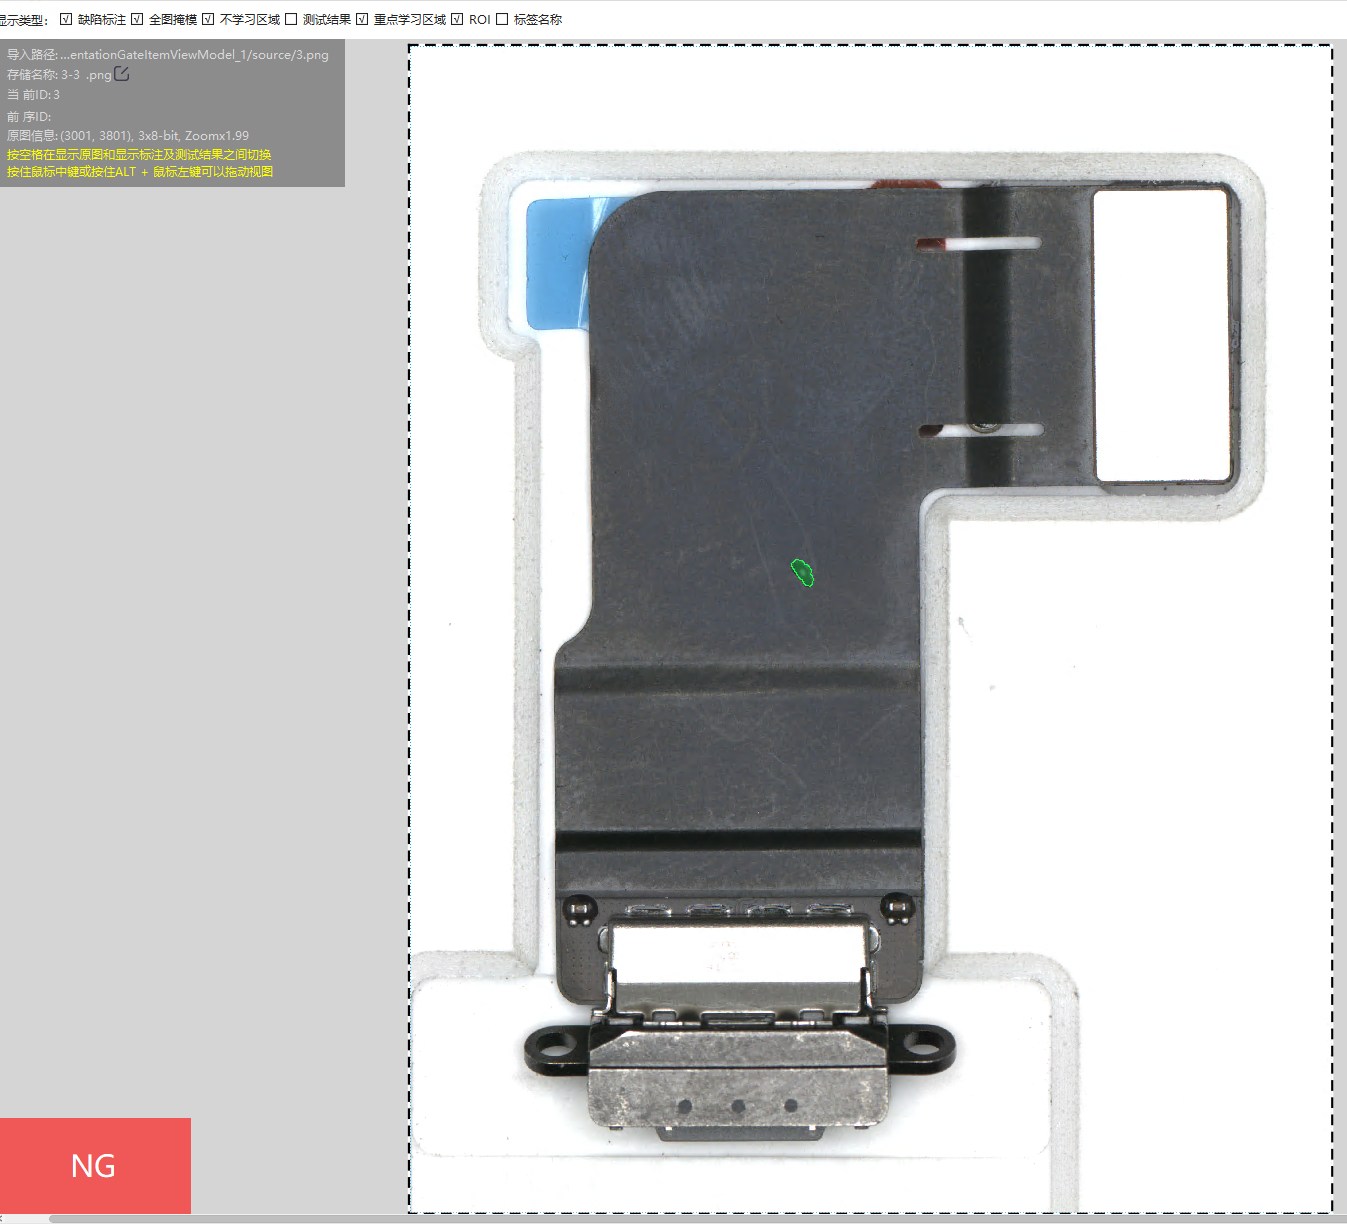 显示类型: 缺陷标注 全图掩模 不学习区域 测试结果 重点学习区域 ROI 标签名称
导入路径: ...entationGateItemViewModel_1/source/3.png
存储名称: 3-3 .png
当 前ID: 3
前 序ID:
原图信息: (3001, 3801), 3x8-bit, Zoomx1.99
按空格在显示原图和显示标注及测试结果之间切换
按住鼠标中键或按住ALT + 鼠标左键可以拖动视图
NG